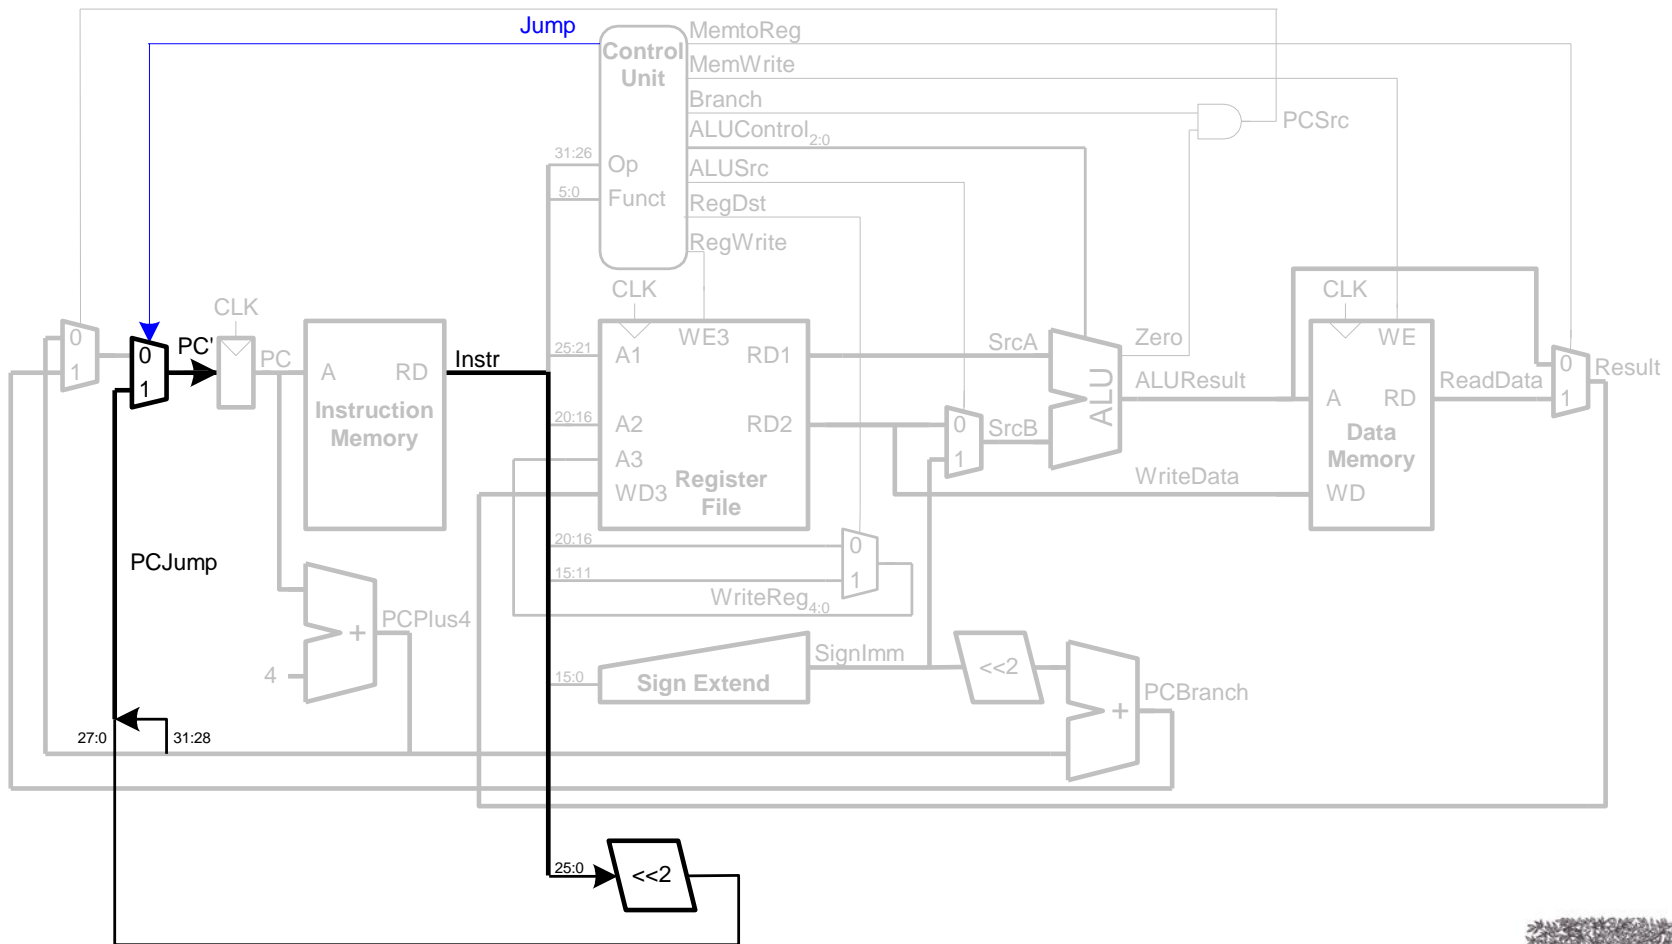 Jump
MemtoReg
Control
Unit
MemWrite
Branch
ALUControl2:0
PCSrc
31:26
Op
ALUSrc
5:0
Funct
RegDst
RegWrite
CLK
CLK
CLK
0
1
0
1
PC'
PC
A
RD
Instruction
Memory
Instr
25:21
A1
WE3
RD1
SrcA
Zero
WE
0
1
Result
20:16
A2
RD2
0
1
SrcB
ALU
ALUResult
A
RD
ReadData
Data
Memory
A3
WD3
Register
File
WriteData
WD
PCJump
20:16
0
15:11
1
WriteReg4:0
PCPlus4
+
4
SignImm
15:0
Sign Extend
<<2
PCBranch
+
27:0
31:28
25:0
<<2